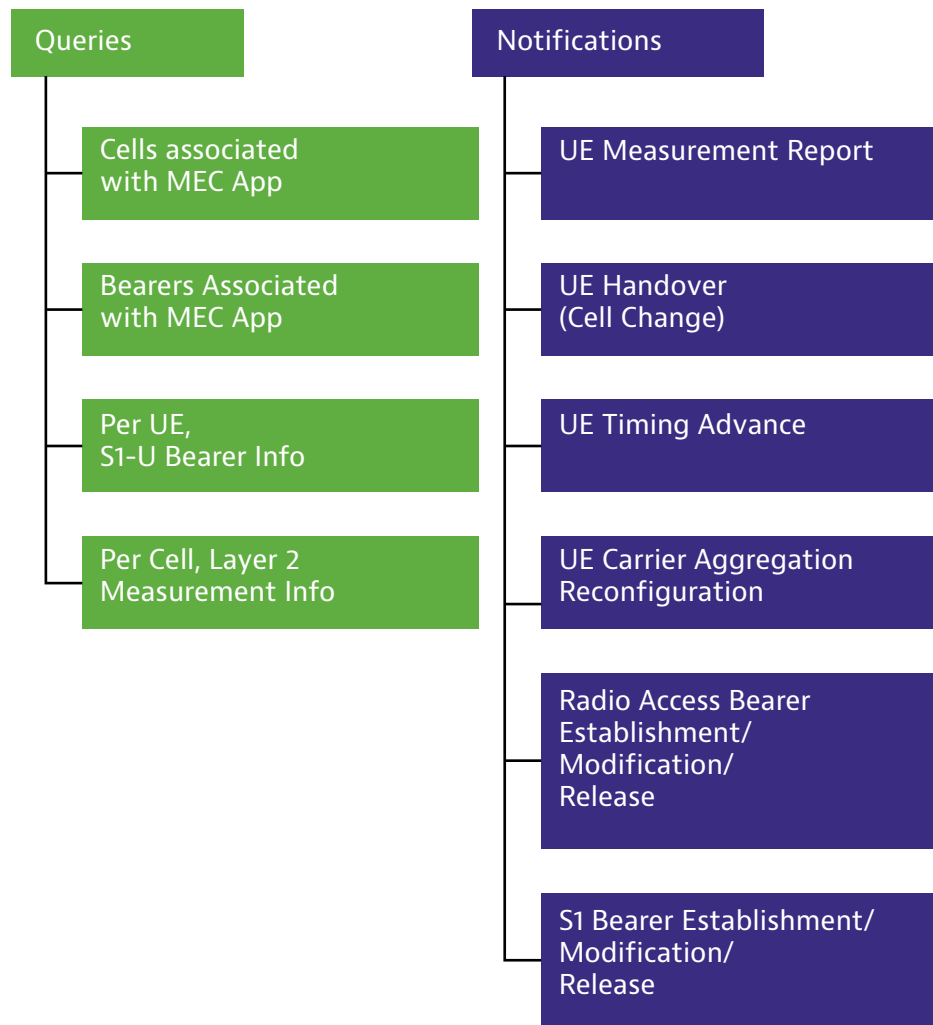 Queries
Cells associated
with MEC App
Bearers Associated
with MEC App
Per UE,
S1-U Bearer Info
Per Cell, Layer 2
Measurement Info
Notifications
UE Measurement Report
UE Handover
(Cell Change)
UE Timing Advance
UE Carrier Aggregation
Reconfiguration
Radio Access Bearer
Establishment/
Modification/
Release
S1 Bearer Establishment/
Modification/
Release